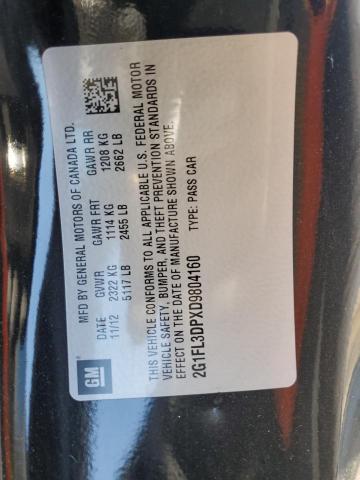 MFD BY GENERAL MOTORS OF CANADA LTD.
DATE GVWR GAWR FRT GAWR RR
11/12 2322 KG 1114 KG 1208 KG
5117 LB 2455 LB 2662 LB
THIS VEHICLE CONFORMS TO ALL APPLICABLE U.S. FEDERAL MOTOR
VEHICLE SAFETY, BUMPER, AND THEFT PREVENTION STANDARDS IN
EFFECT ON THE DATE OF MANUFACTURE SHOWN ABOVE.
2G1FL3DPXD9804160 TYPE: PASS CAR
GM